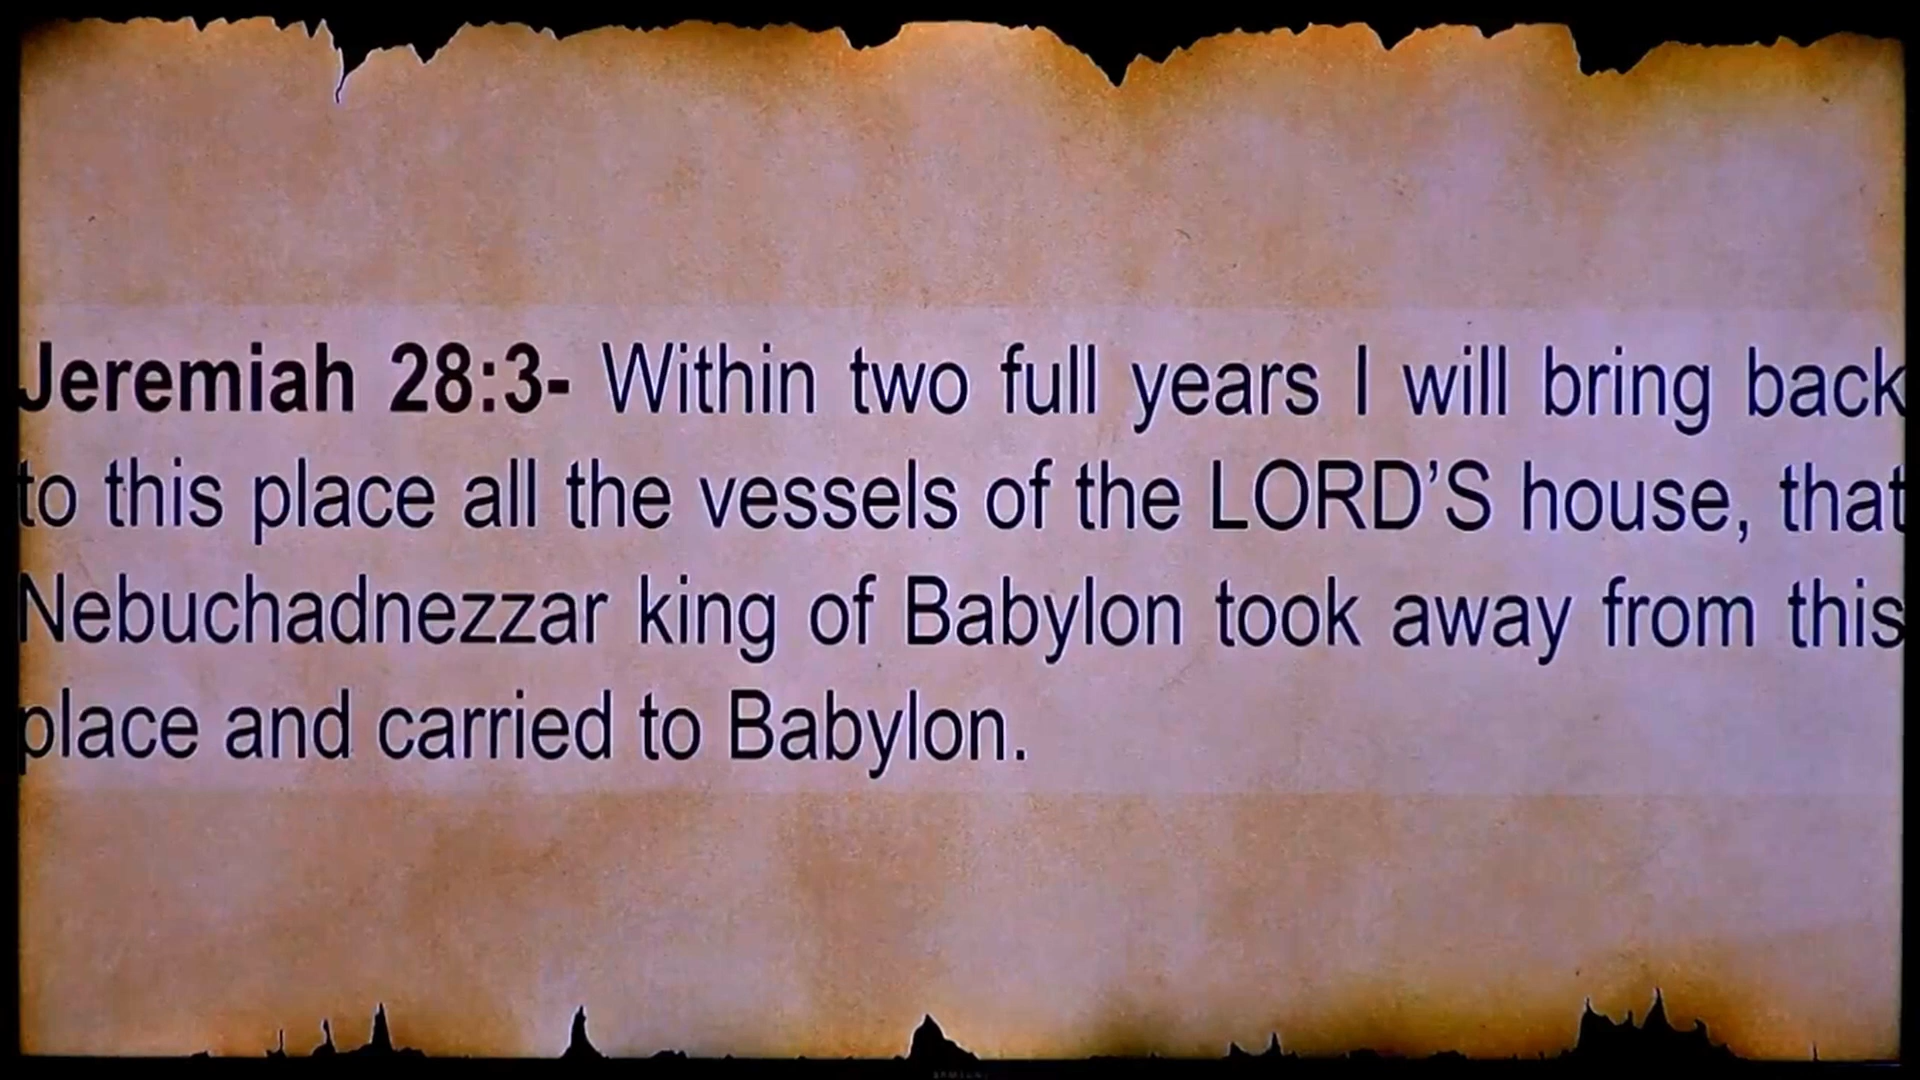 Jeremiah 28:3- Within two full years I will bring back
to this place all the vessels of the LORD'S house, that
Nebuchadnezzar king of Babylon took away from this
place and carried to Babylon.
SAMSUNG